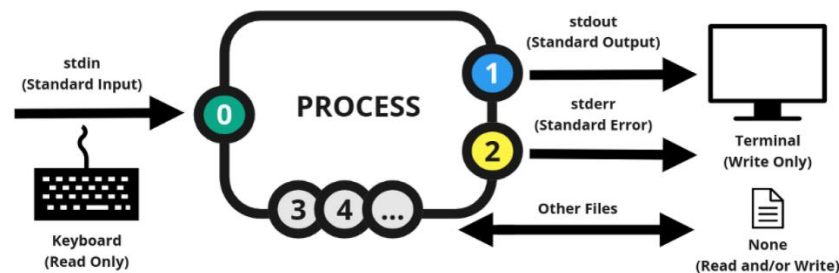 stdin
(Standard Input)
0
Keyboard
(Read Only)
PROCESS
1
2
3 4 ...
stdout
(Standard Output)
stderr
(Standard Error)
Other Files
Terminal
(Write Only)
None
(Read and/or Write)